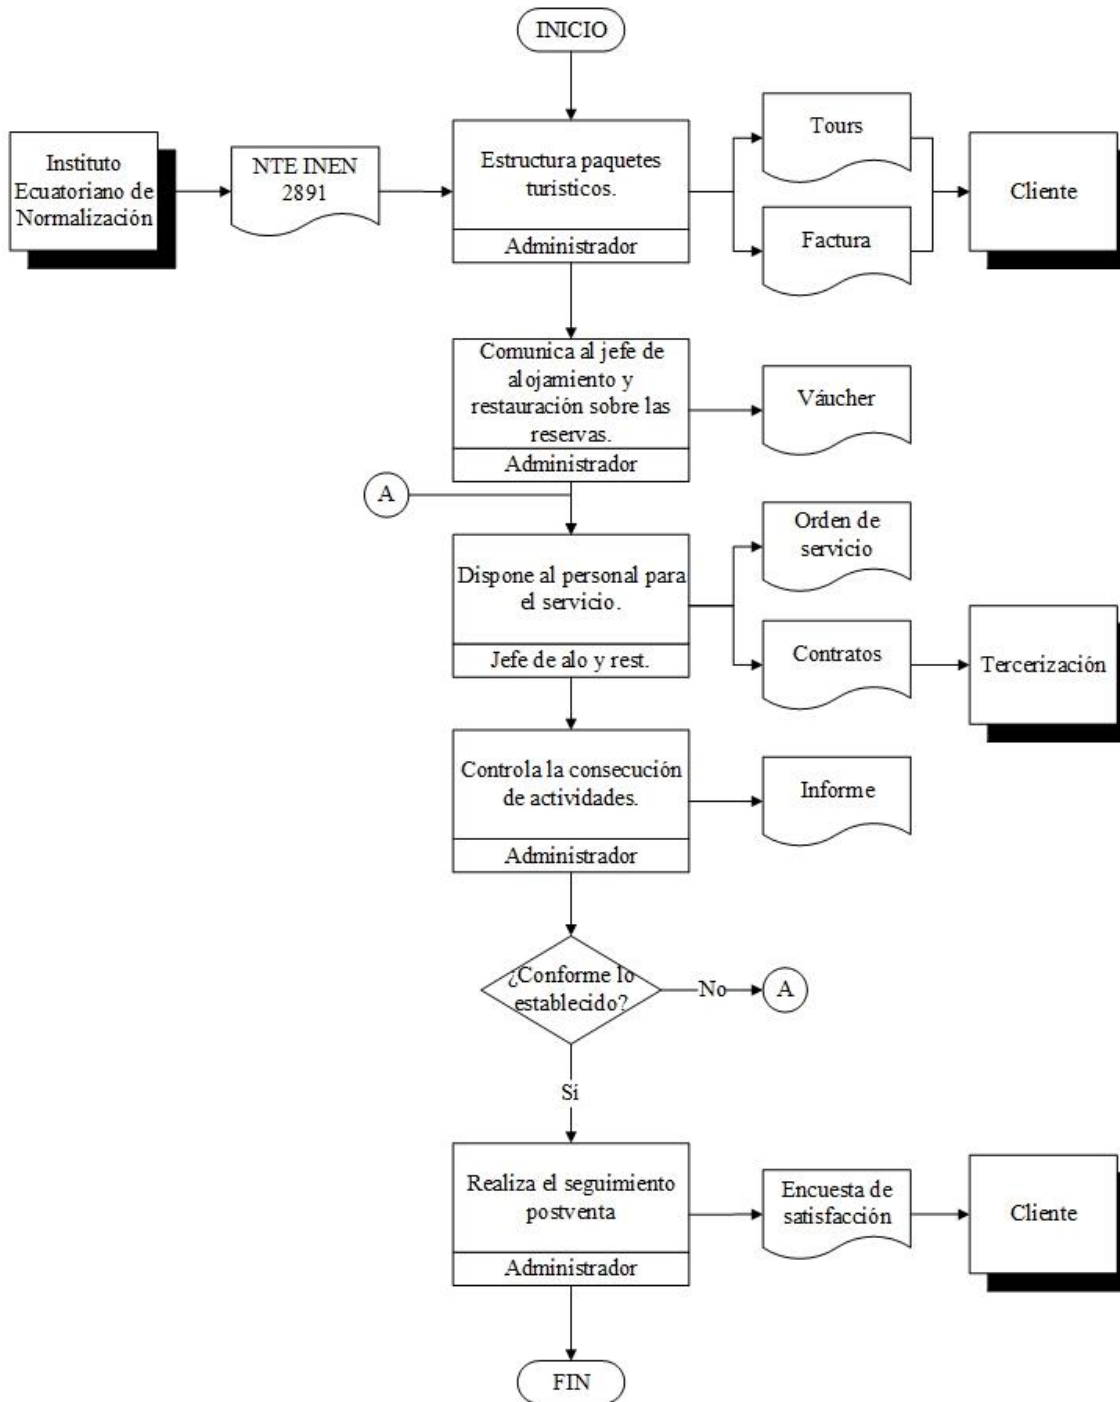 INICIO
Instituto
Ecuatoriano de
Normalización
NTE INEN
2891
Estructura paquetes
turísticos.
Administrador
Tours
Factura
Cliente
Comunica al jefe de
alojamiento y
restauración sobre las
reservas.
Administrador
Váucher
A
Dispone al personal para
el servicio.
Jefe de alo y rest.
Orden de
servicio
Contratos
Tercerización
Controla la consecución
de actividades.
Administrador
Informe
¿Conforme lo
establecido?
No
A
Sí
Realiza el seguimiento
postventa
Administrador
Encuesta de
satisfacción
Cliente
FIN